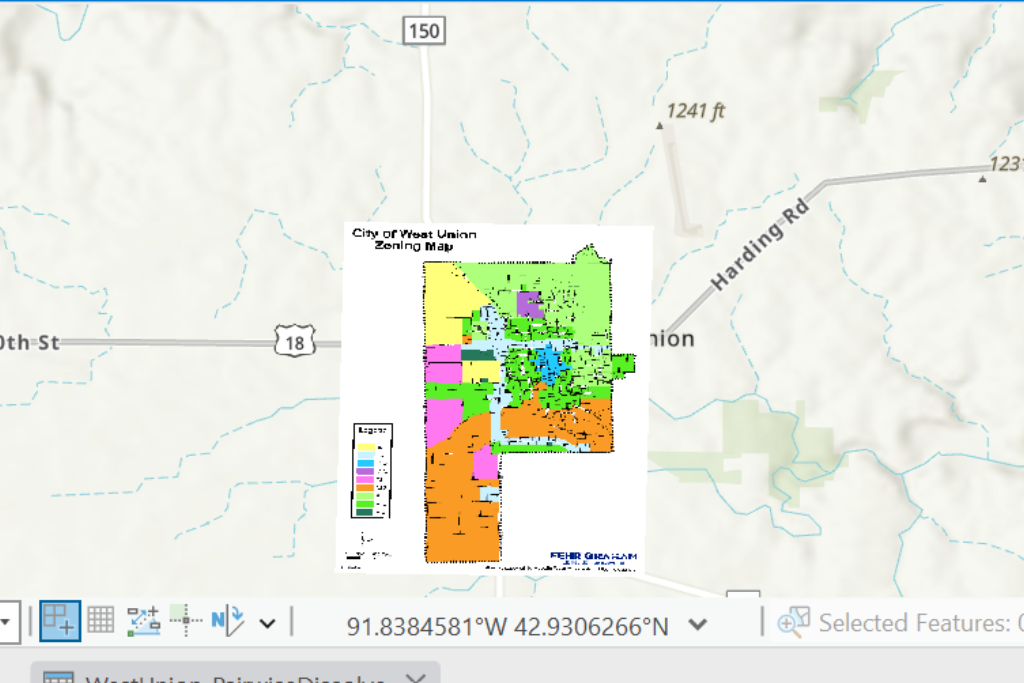 150
1241 ft
123
Harding Rd
City of West Union
Zoning Map
0th St
18
nion
Legend
FEHR GRAHAM
N
91.8384581°W 42.9306266°N
Selected Features: 0
WestUnion_PairwiseDissolve